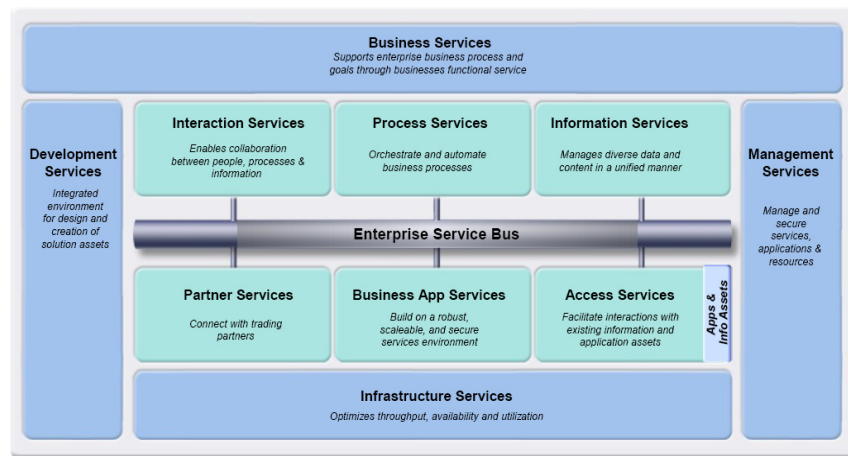 Business Services
Supports enterprise business process and
goals through businesses functional service
Development
Services
Integrated
environment
for design and
creation of
solution assets
Interaction Services
Enables collaboration
between people, processes &
information
Process Services
Orchestrate and automate
business processes
Information Services
Manages diverse data and
content in a unified manner
Management
Services
Manage and
secure
services,
applications &
resources
Enterprise Service Bus
Partner Services
Connect with trading
partners
Business App Services
Build on a robust,
scaleable, and secure
services environment
Access Services
Facilitate interactions with
existing information and
application assets
Apps &
Info Assets
Infrastructure Services
Optimizes throughput, availability and utilization